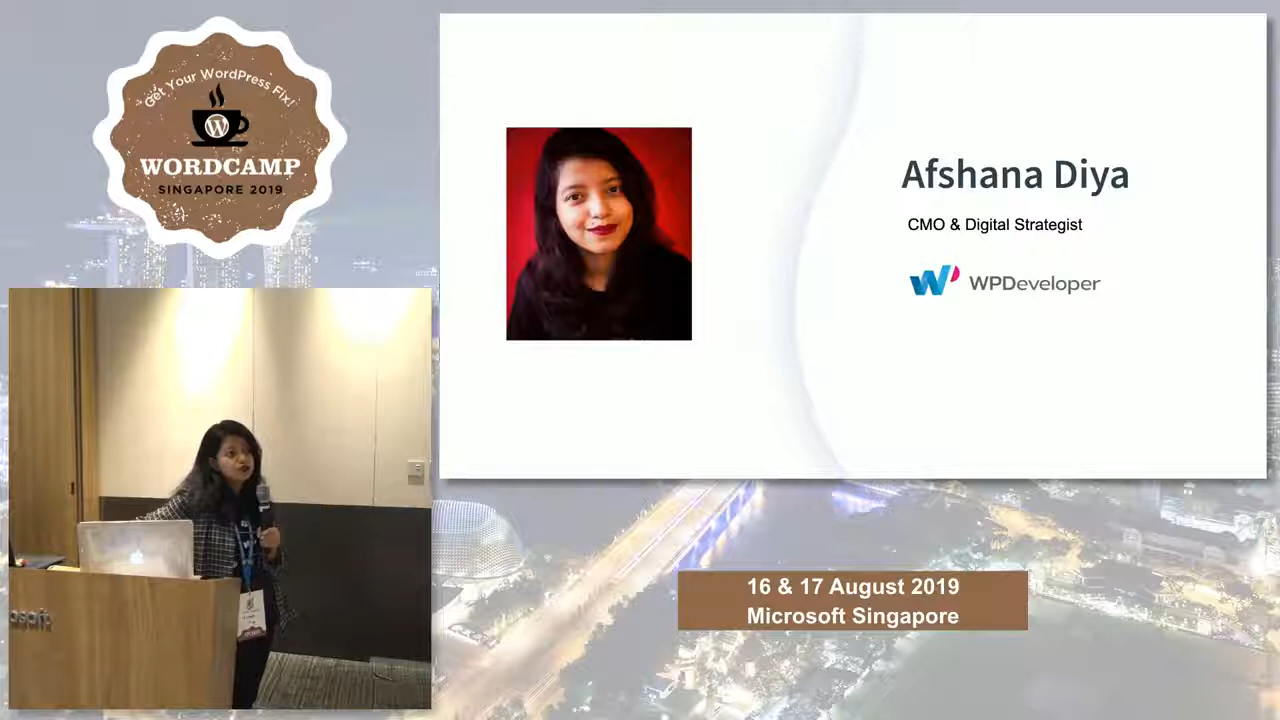 Get Your WordPress Fix!
WORDCAMP
SINGAPORE 2019
Afshana Diya
CMO & Digital Strategist
WPDeveloper
16 & 17 August 2019
Microsoft Singapore